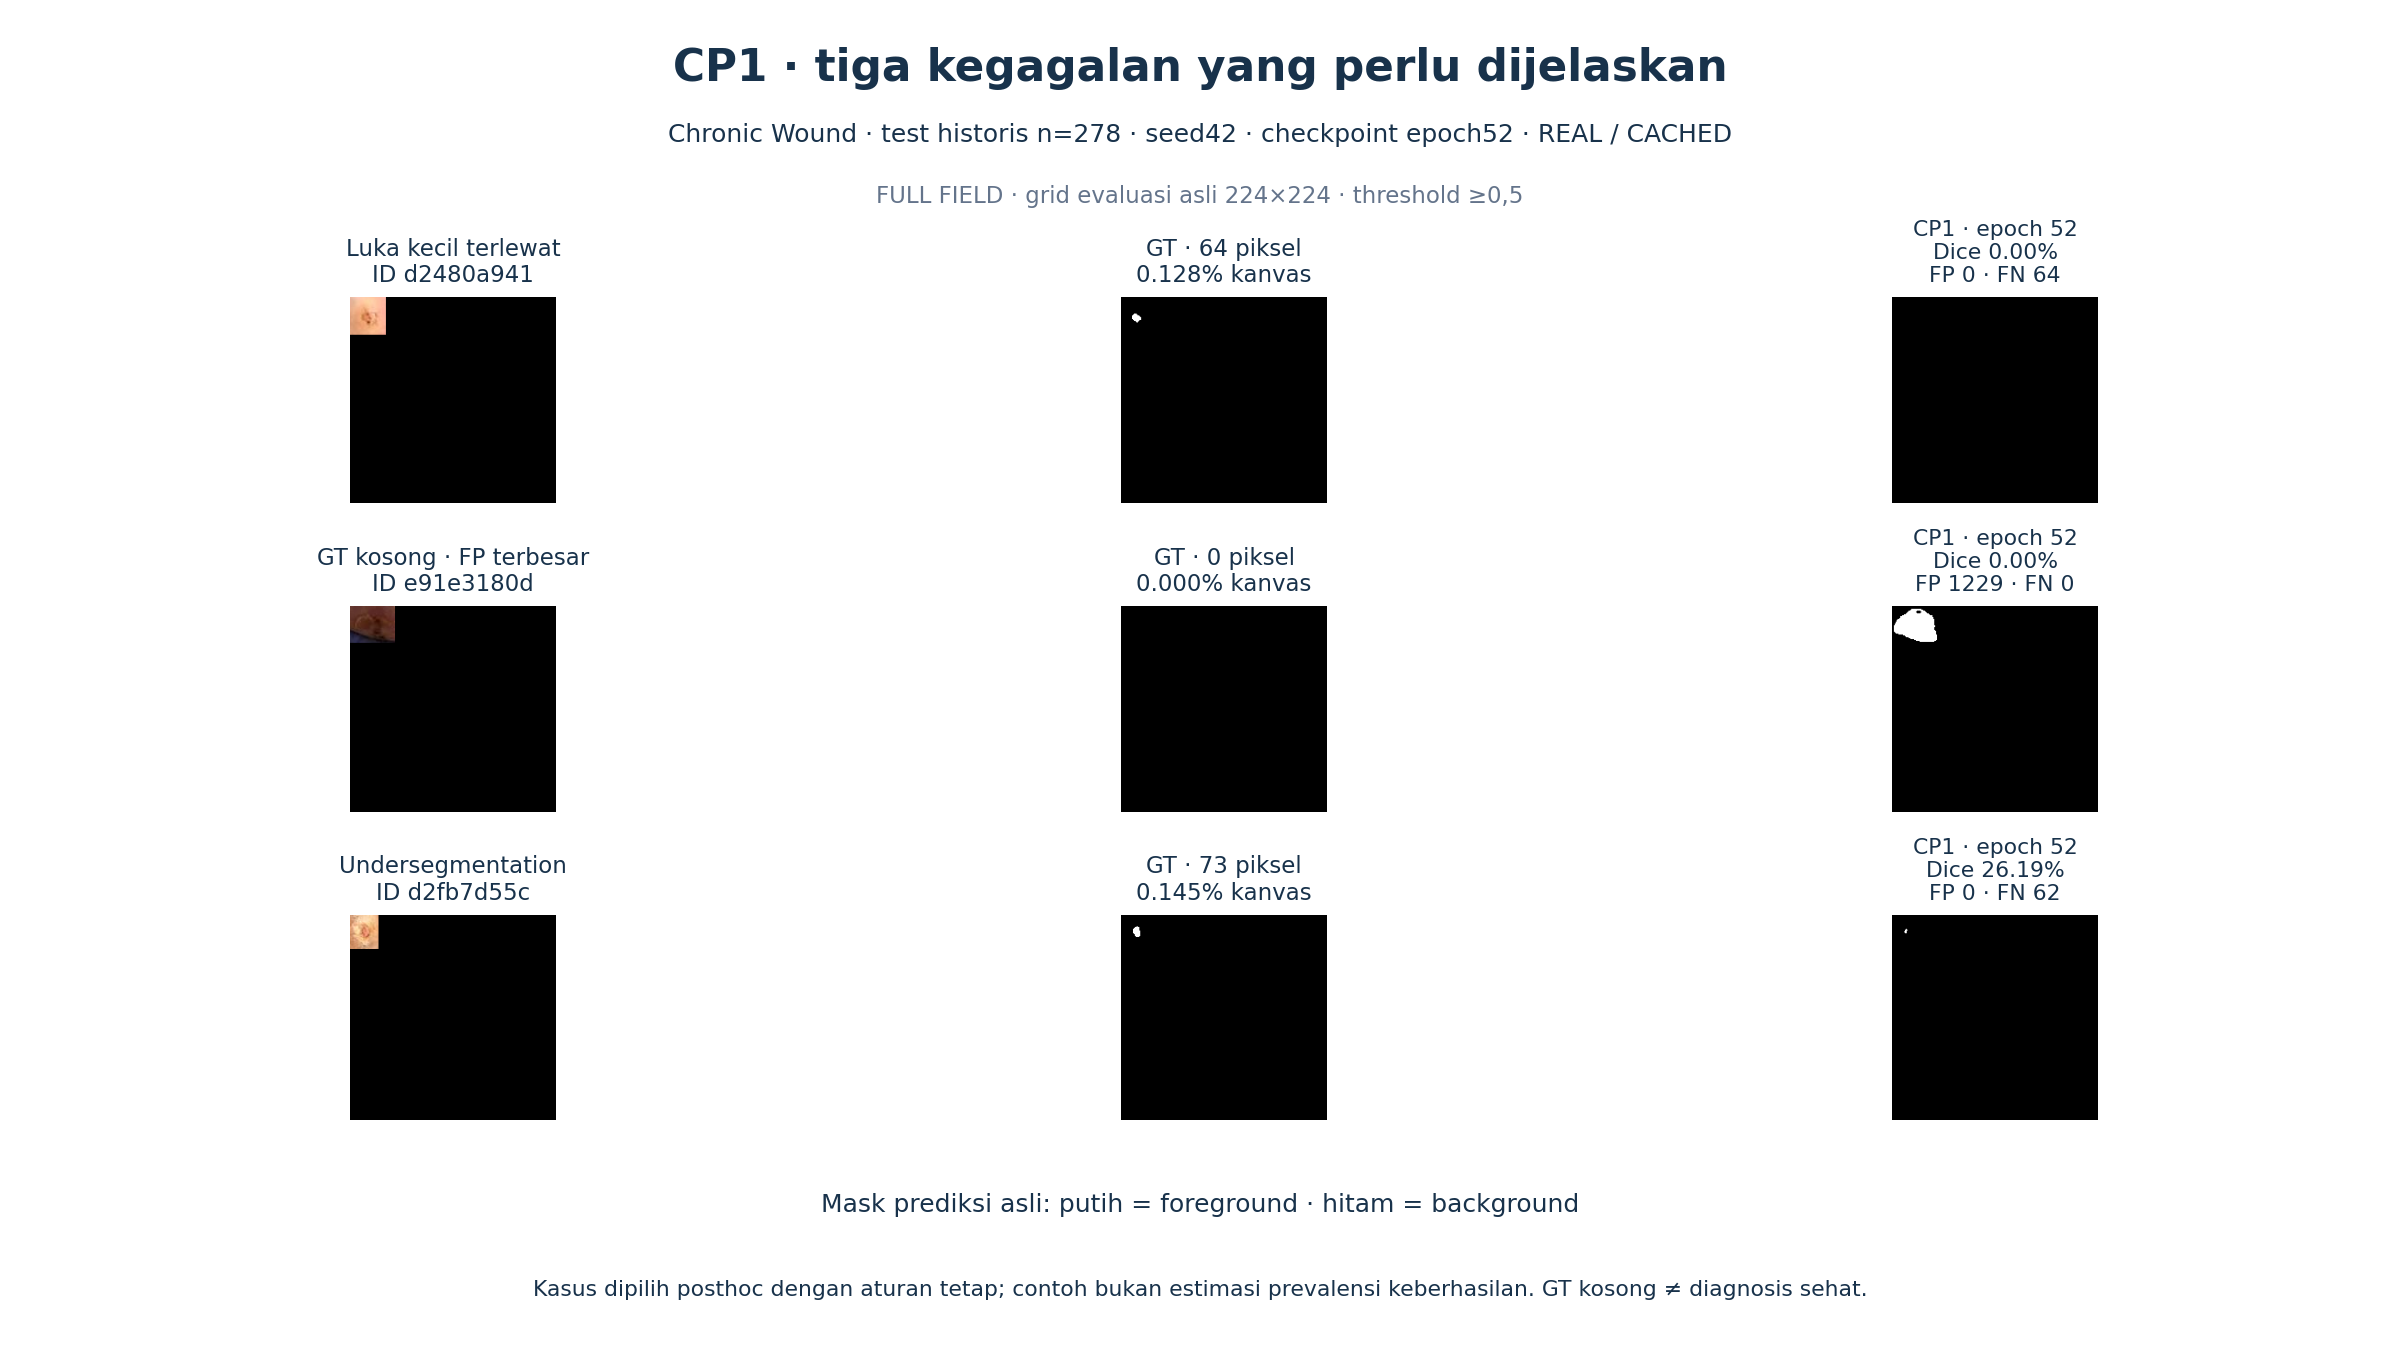 CP1 · tiga kegagalan yang perlu dijelaskan
Chronic Wound · test historis n=278 · seed42 · checkpoint epoch52 · REAL / CACHED
FULL FIELD · grid evaluasi asli 224×224 · threshold ≥0,5
Luka kecil terlewat
ID d2480a941
GT · 64 piksel
0.128% kanvas
CP1 · epoch 52
Dice 0.00%
FP 0 · FN 64
GT kosong · FP terbesar
ID e91e3180d
GT · 0 piksel
0.000% kanvas
CP1 · epoch 52
Dice 0.00%
FP 1229 · FN 0
Undersegmentation
ID d2fb7d55c
GT · 73 piksel
0.145% kanvas
CP1 · epoch 52
Dice 26.19%
FP 0 · FN 62
Mask prediksi asli: putih = foreground · hitam = background
Kasus dipilih posthoc dengan aturan tetap; contoh bukan estimasi prevalensi keberhasilan. GT kosong ≠ diagnosis sehat.